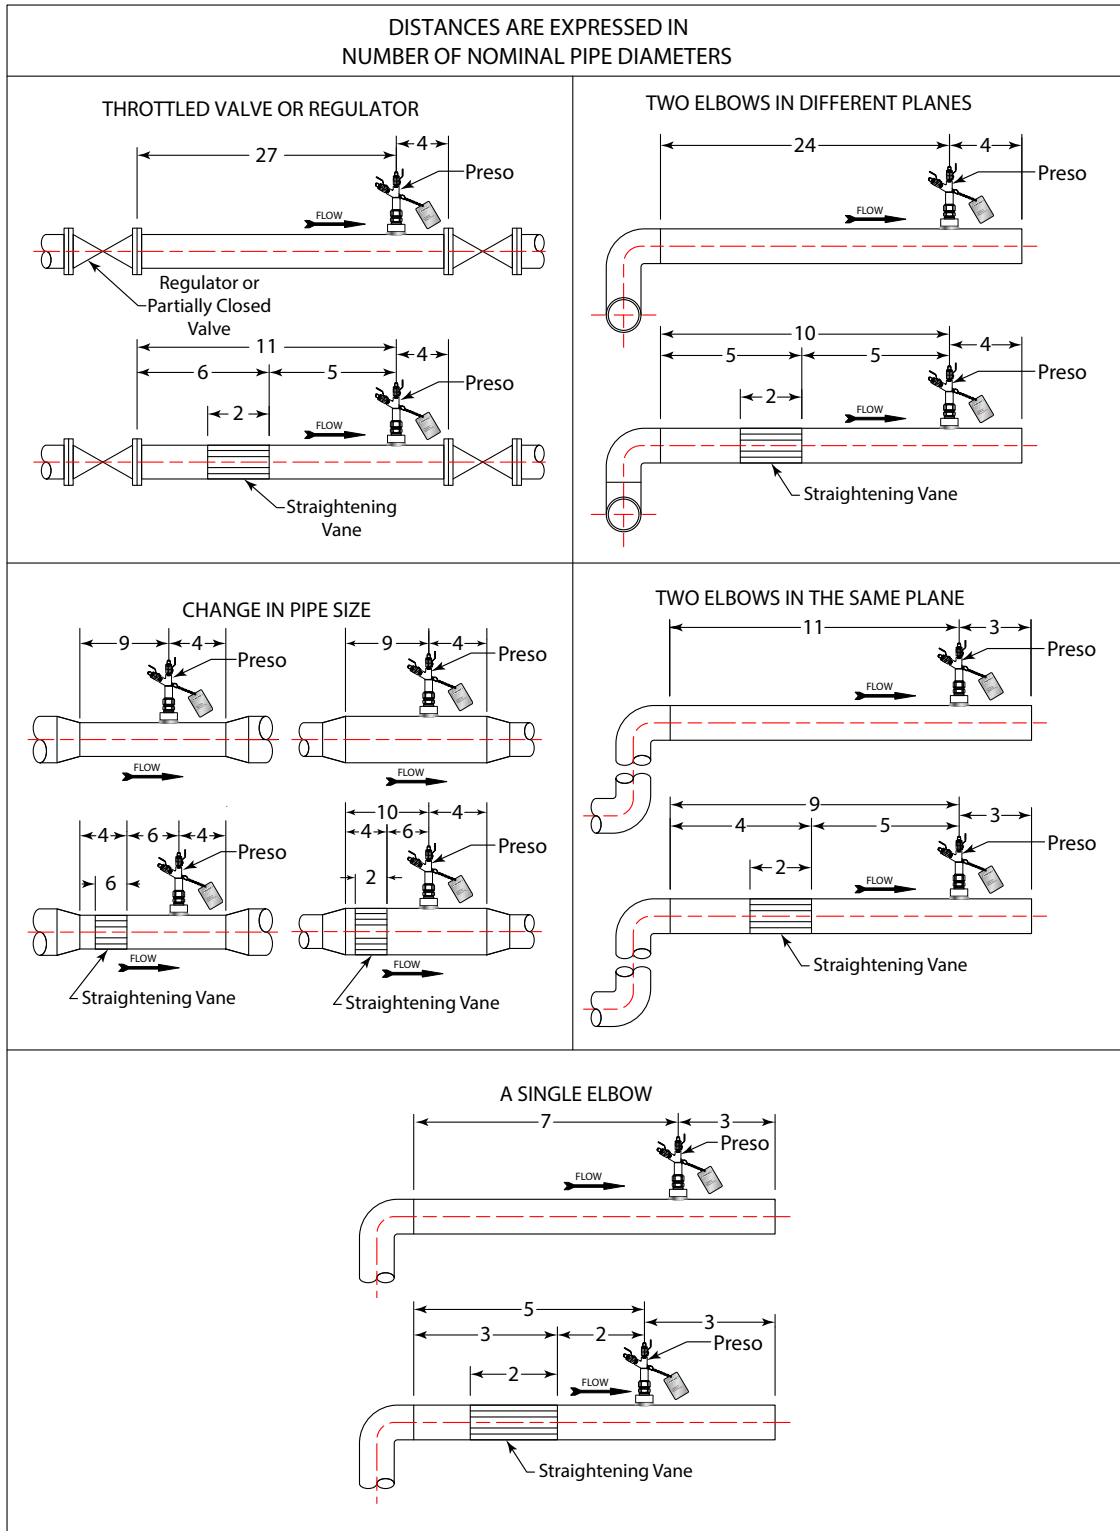 DISTANCES ARE EXPRESSED IN
NUMBER OF NOMINAL PIPE DIAMETERS
THROTTLED VALVE OR REGULATOR
27
4
Preso
FLOW
Regulator or
Partially Closed
Valve
11
4
6
5
Preso
2
FLOW
Straightening
Vane
TWO ELBOWS IN DIFFERENT PLANES
24
4
Preso
FLOW
10
4
5
5
Preso
2
FLOW
Straightening Vane
CHANGE IN PIPE SIZE
9
4
Preso
FLOW
9
4
Preso
FLOW
4
6
4
Preso
6
FLOW
Straightening Vane
10
4
4
6
Preso
2
FLOW
Straightening Vane
TWO ELBOWS IN THE SAME PLANE
11
3
Preso
FLOW
9
3
4
5
Preso
2
FLOW
Straightening Vane
A SINGLE ELBOW
7
3
Preso
FLOW
5
3
3
2
Preso
2
FLOW
Straightening Vane